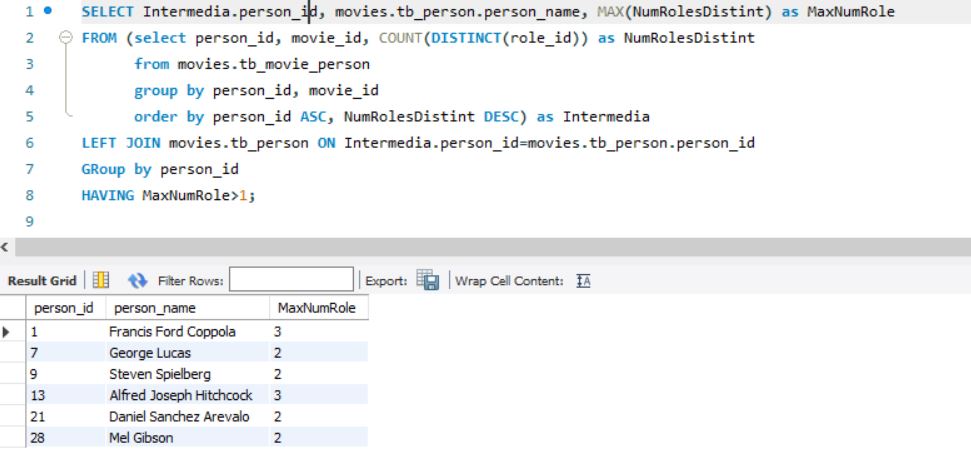 1 SELECT Intermedia.person_id, movies.tb_person.person_name, MAX(NumRolesDistint) as MaxNumRole
2 FROM (select person_id, movie_id, COUNT(DISTINCT(role_id)) as NumRolesDistint
3 from movies.tb_movie_person
4 group by person_id, movie_id
5 order by person_id ASC, NumRolesDistint DESC) as Intermedia
6 LEFT JOIN movies.tb_person ON Intermedia.person_id=movies.tb_person.person_id
7 GRoup by person_id
8 HAVING MaxNumRole>1;
9
Result Grid Filter Rows: Export: Wrap Cell Content: IA
person_id person_name MaxNumRole
1 Francis Ford Coppola 3
7 George Lucas 2
9 Steven Spielberg 2
13 Alfred Joseph Hitchcock 3
21 Daniel Sanchez Arevalo 2
28 Mel Gibson 2